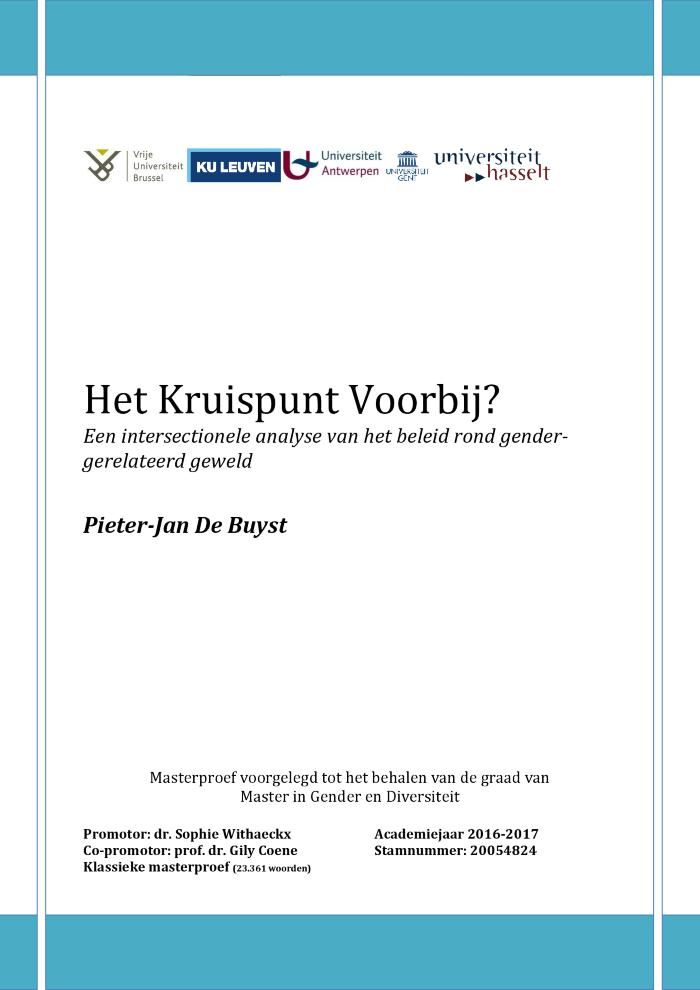 Vrije
Universiteit
Brussel
KU LEUVEN
Universiteit
Antwerpen
UNIVERSITEIT
GENT
universiteit
hasselt
Het Kruispunt Voorbij?
Een intersectionele analyse van het beleid rond gender-
gerelateerd geweld
Pieter-Jan De Buyst
Masterproef voorgelegd tot het behalen van de graad van
Master in Gender en Diversiteit
Promotor: dr. Sophie Withaeckx
Academiejaar 2016-2017
Co-promotor: prof. dr. Gily Coene
Stamnummer: 20054824
Klassieke masterproef (23.361 woorden)